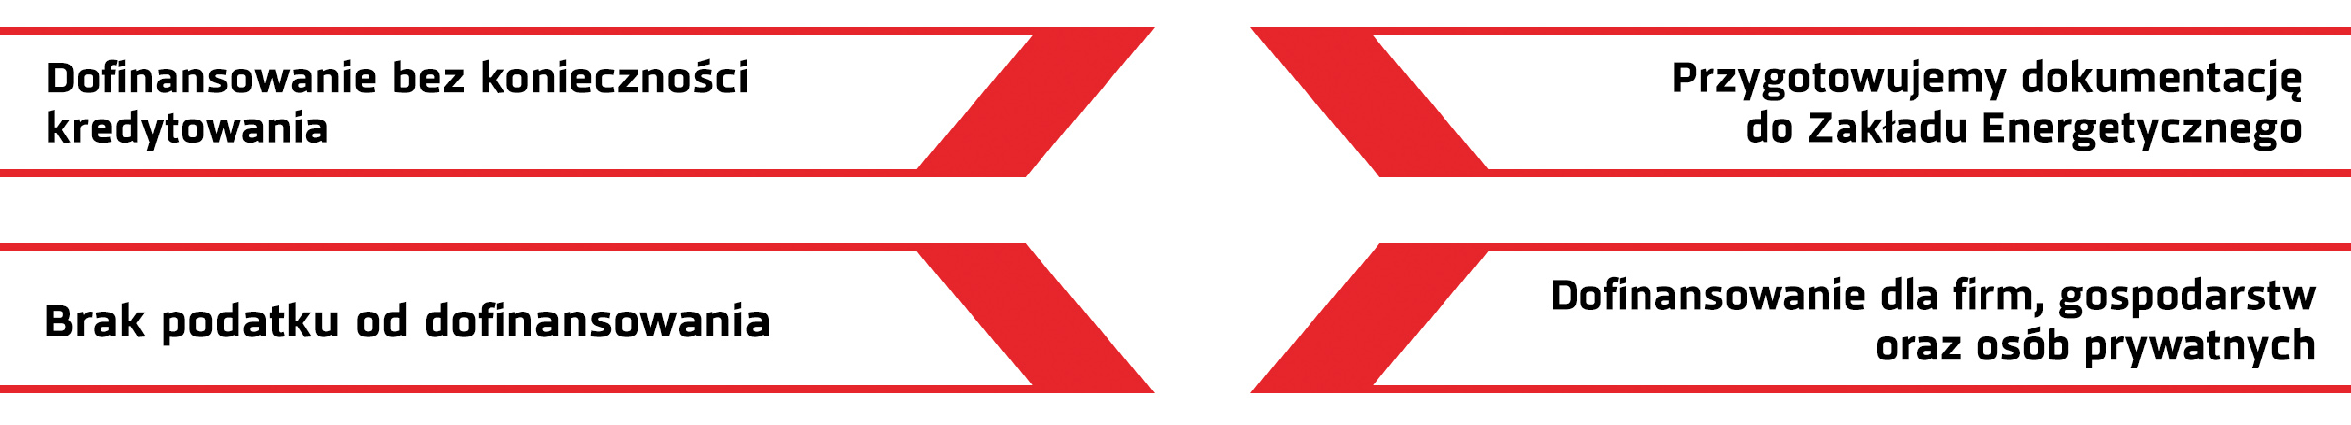 Dofinansowanie bez konieczności
kredytowania
Przygotowujemy dokumentację
do Zakładu Energetycznego
Brak podatku od dofinansowania
Dofinansowanie dla firm, gospodarstw
oraz osób prywatnych